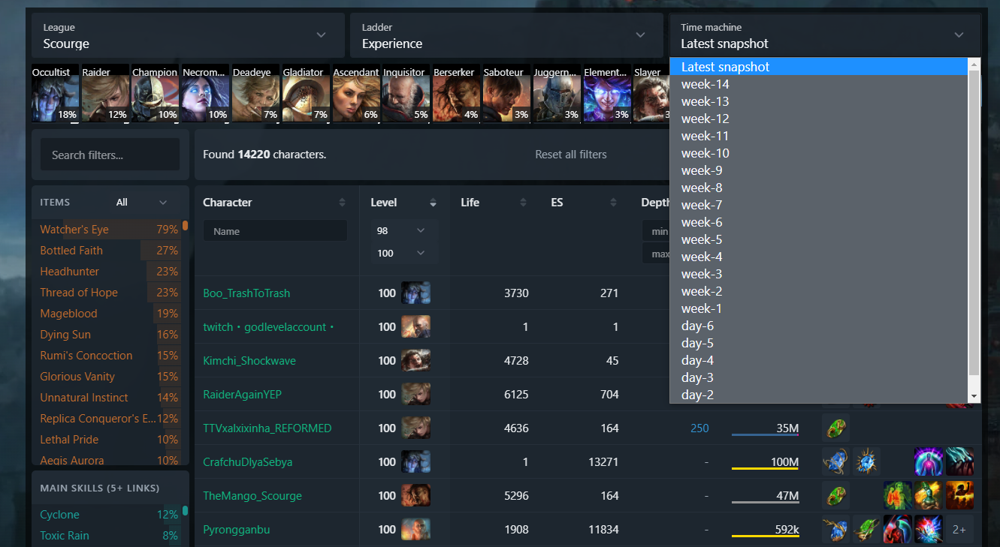 League
Scourge
Ladder
Experience
Time machine
Latest snapshot
Occultist
18%
Raider
12%
Champion
10%
Necrom...
10%
Deadeye
7%
Gladiator
7%
Ascendant
6%
Inquisitor
5%
Berserker
4%
Saboteur
3%
Juggern...
3%
Element...
3%
Slayer
3
Latest snapshot
week-14
week-13
week-12
week-11
week-10
week-9
week-8
week-7
week-6
week-5
week-4
week-3
week-2
week-1
day-6
day-5
day-4
day-3
day-2
Search filters...
Found 14220 characters.
Reset all filters
ITEMS
All
Watcher's Eye 79%
Bottled Faith 27%
Headhunter 23%
Thread of Hope 23%
Mageblood 19%
Dying Sun 16%
Rumi's Concoction 15%
Glorious Vanity 15%
Unnatural Instinct 14%
Replica Conqueror's E... 12%
Lethal Pride 10%
Aegis Aurora 10%
MAIN SKILLS (5+ LINKS)
Cyclone 12%
Toxic Rain 8%
Character Level Life ES Depth
Name 98 min
100 max
Boo_TrashToTrash 100 3730 271
twitch・godlevelaccount・ 100 1 1
Kimchi_Shockwave 100 4728 45
RaiderAgainYEP 100 6125 704
TTVxalxixinha_REFORMED 100 4636 164 250 35M
CrafchuDlyaSebya 100 1 13271 - 100M
TheMango_Scourge 100 5296 164 - 47M
Pyrongganbu 100 1908 11834 - 592k 2+